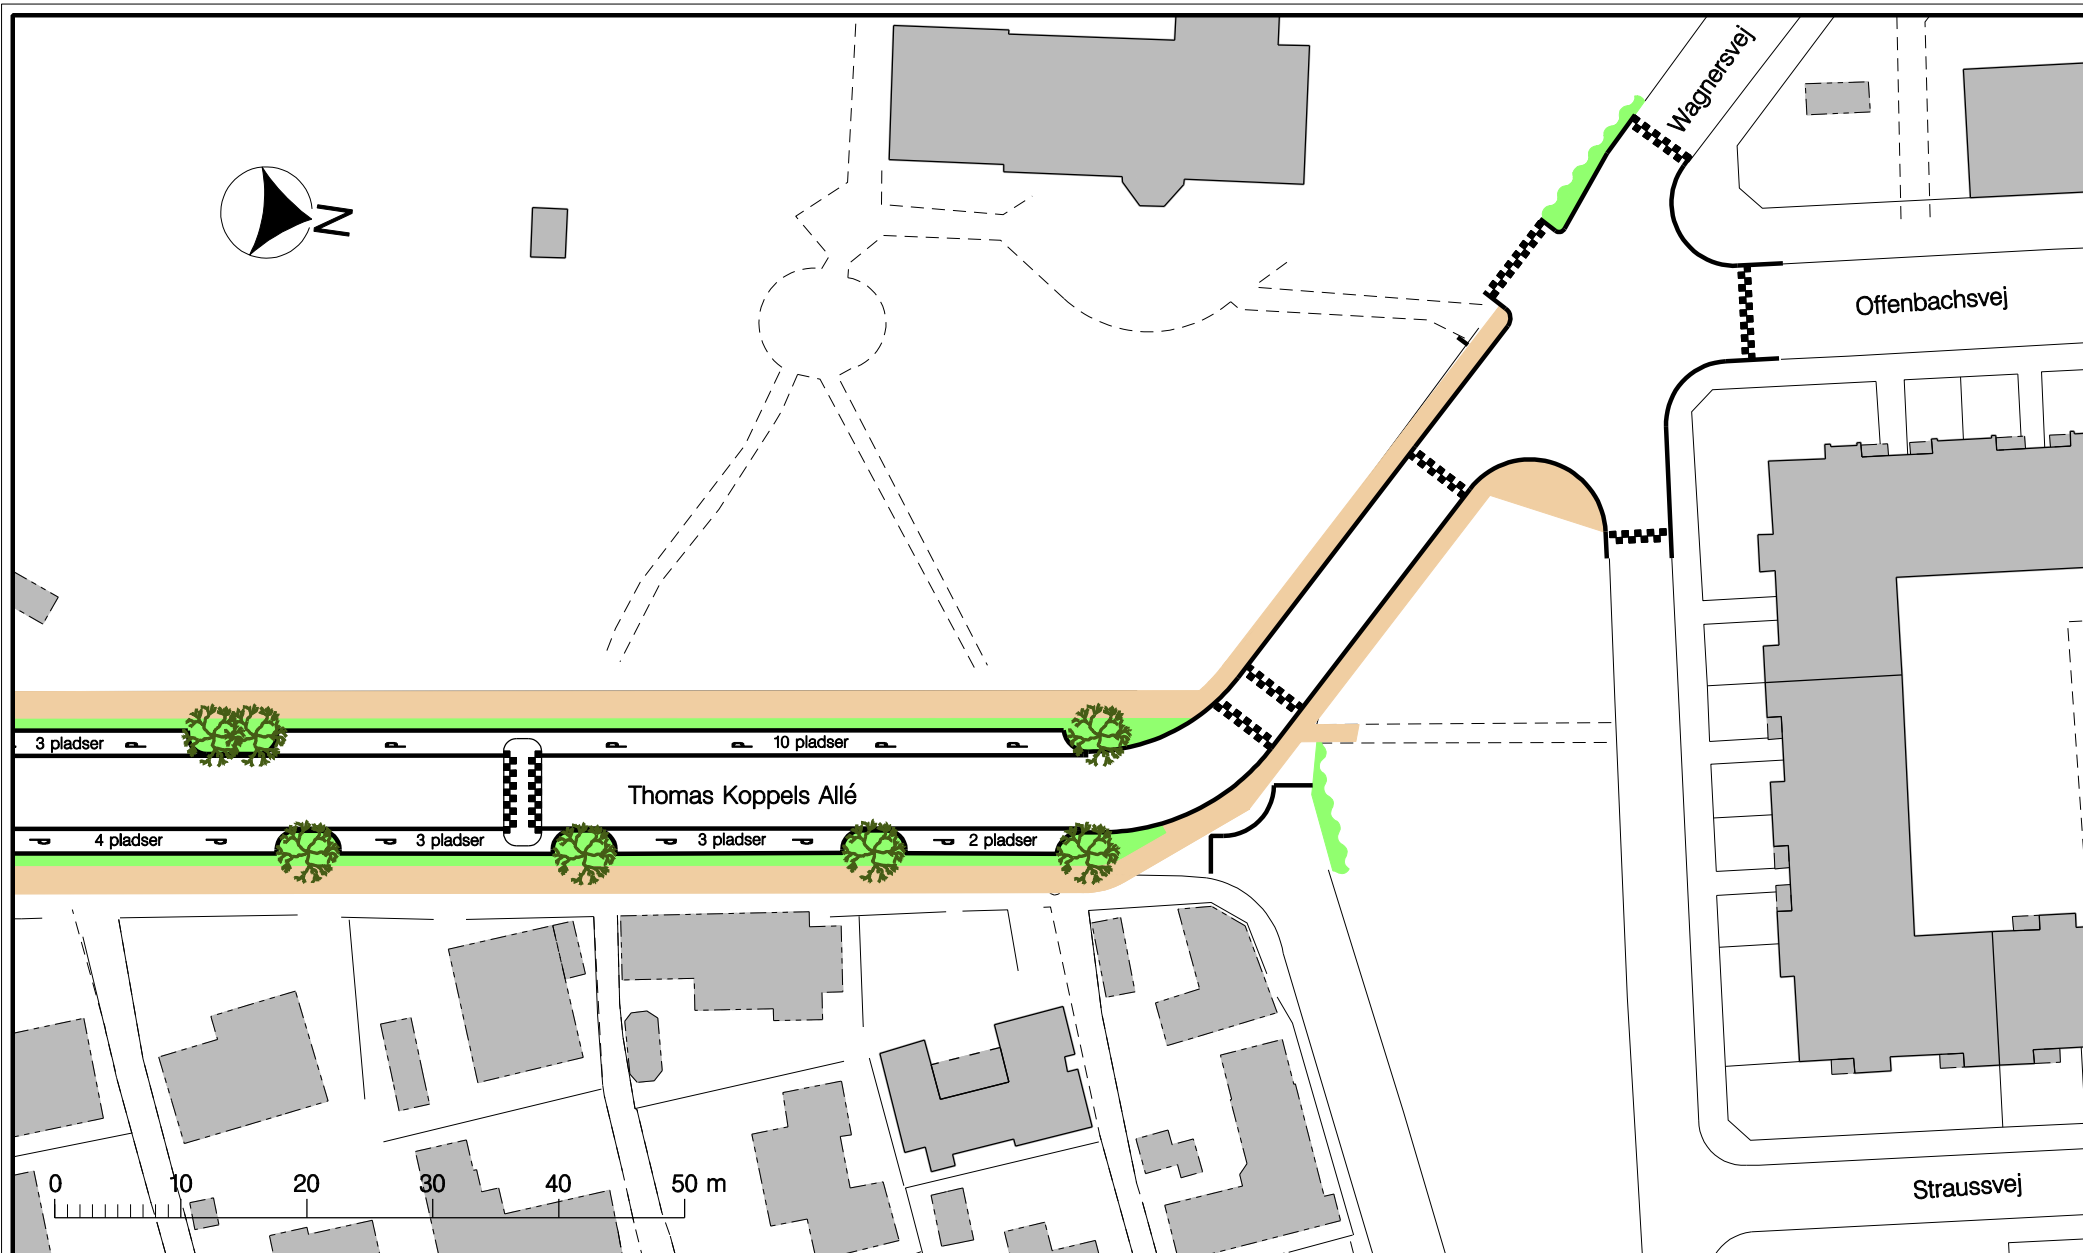 Wagnersvej
N
Offenbachsvej
3 pladser
P
P
P
P
10 pladser
P
P
Thomas Koppels Allé
P
4 pladser
P
P
3 pladser
P
3 pladser
P
P
2 pladser
0 10 20 30 40 50 m
Straussvej